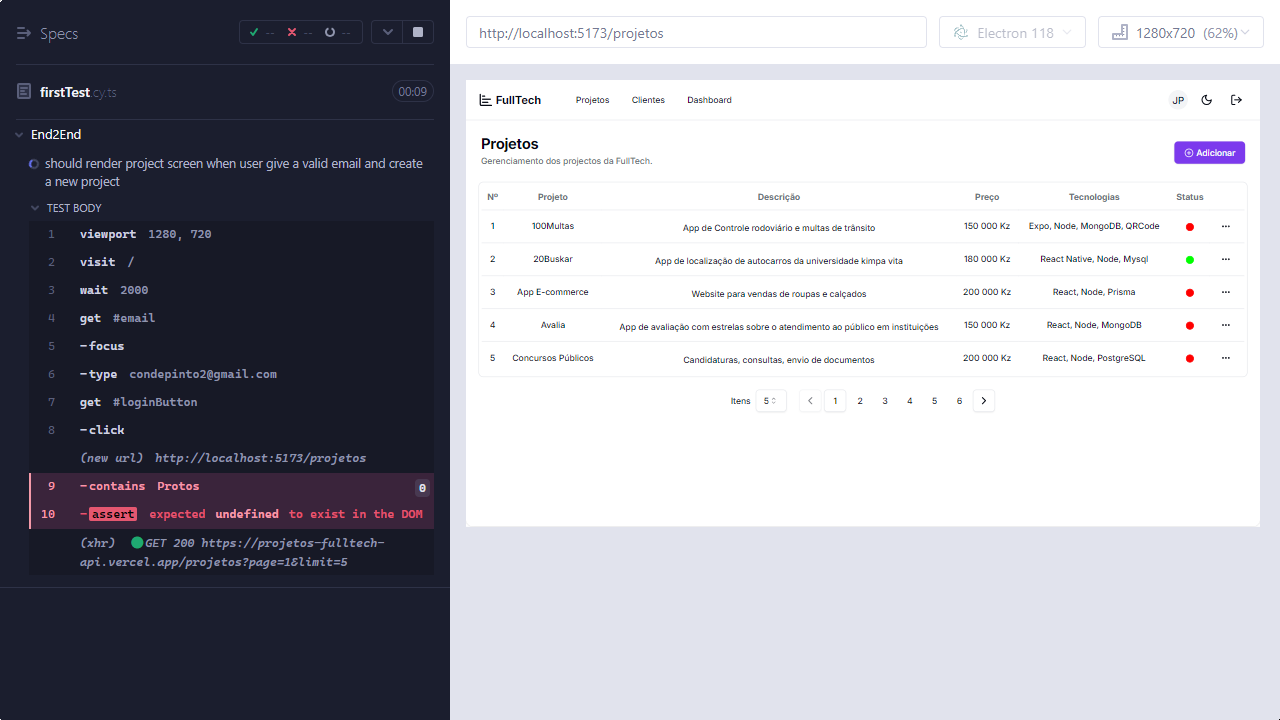 Specs
-- -- --
http://localhost:5173/projetos
Electron 118
1280x720 (62%)
firstTest.cy.ts
00:09
End2End
should render project screen when user give a valid email and create
a new project
TEST BODY
1 viewport 1280, 720
2 visit /
3 wait 2000
4 get #email
5 -focus
6 -type condepinto2@gmail.com
7 get #loginButton
8 -click
(new url) http://localhost:5173/projetos
9 -contains Protos 0
10 -assert expected undefined to exist in the DOM
(xhr) GET 200 https://projetos-fulltech-
api.vercel.app/projetos?page=1&limit=5
FullTech Projetos Clientes Dashboard JP
Projetos
Gerenciamento dos projectos da FullTech.
Adicionar
Nº Projeto Descrição Preço Tecnologias Status
1 100Multas App de Controle rodoviário e multas de trânsito 150 000 Kz Expo, Node, MongoDB, QRCode ...
2 20Buskar App de localização de autocarros da universidade kimpa vita 180 000 Kz React Native, Node, Mysql ...
3 App E-commerce Website para vendas de roupas e calçados 200 000 Kz React, Node, Prisma ...
4 Avalia App de avaliação com estrelas sobre o atendimento ao público em instituições 150 000 Kz React, Node, MongoDB ...
5 Concursos Públicos Candidaturas, consultas, envio de documentos 200 000 Kz React, Node, PostgreSQL ...
Itens 5 1 2 3 4 5 6